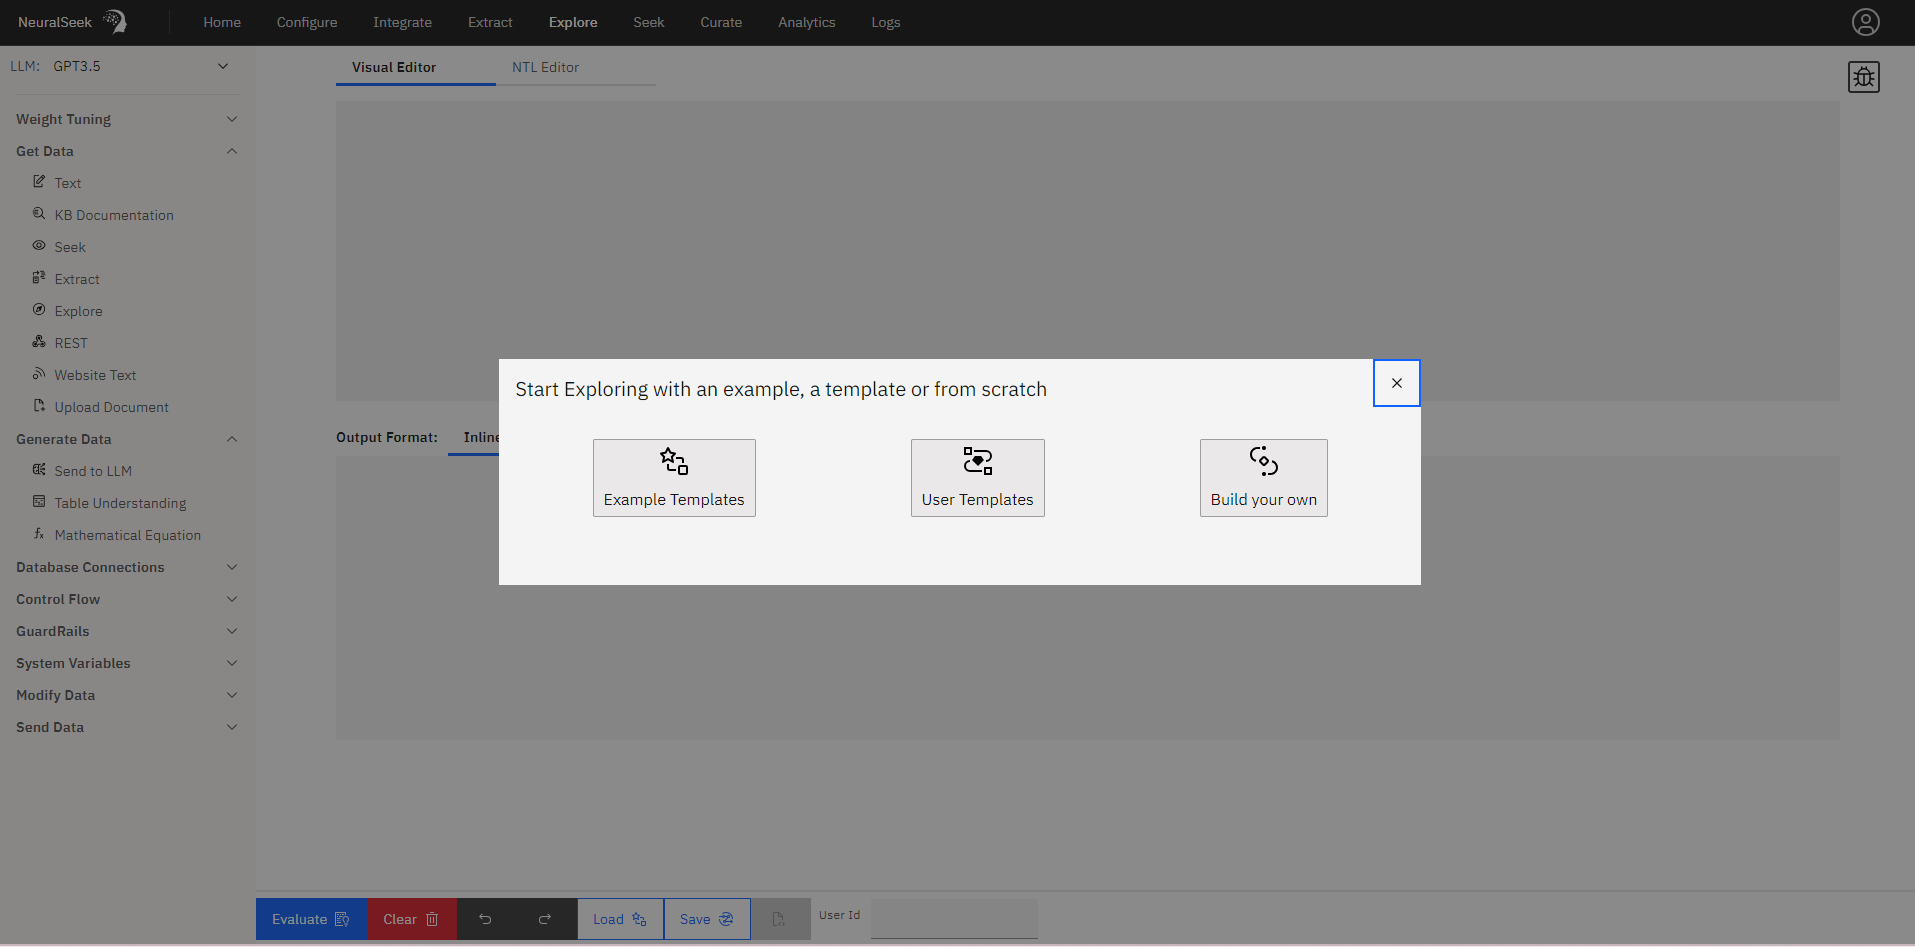 NeuralSeek
Home
Configure
Integrate
Extract
Explore
Seek
Curate
Analytics
Logs
LLM: GPT3.5
Weight Tuning
Get Data
Text
KB Documentation
Seek
Extract
Explore
REST
Website Text
Upload Document
Generate Data
Send to LLM
Table Understanding
Mathematical Equation
Database Connections
Control Flow
GuardRails
System Variables
Modify Data
Send Data
Visual Editor
NTL Editor
Output Format: Inline
Start Exploring with an example, a template or from scratch
Example Templates
User Templates
Build your own
Evaluate
Clear
Load
Save
User Id